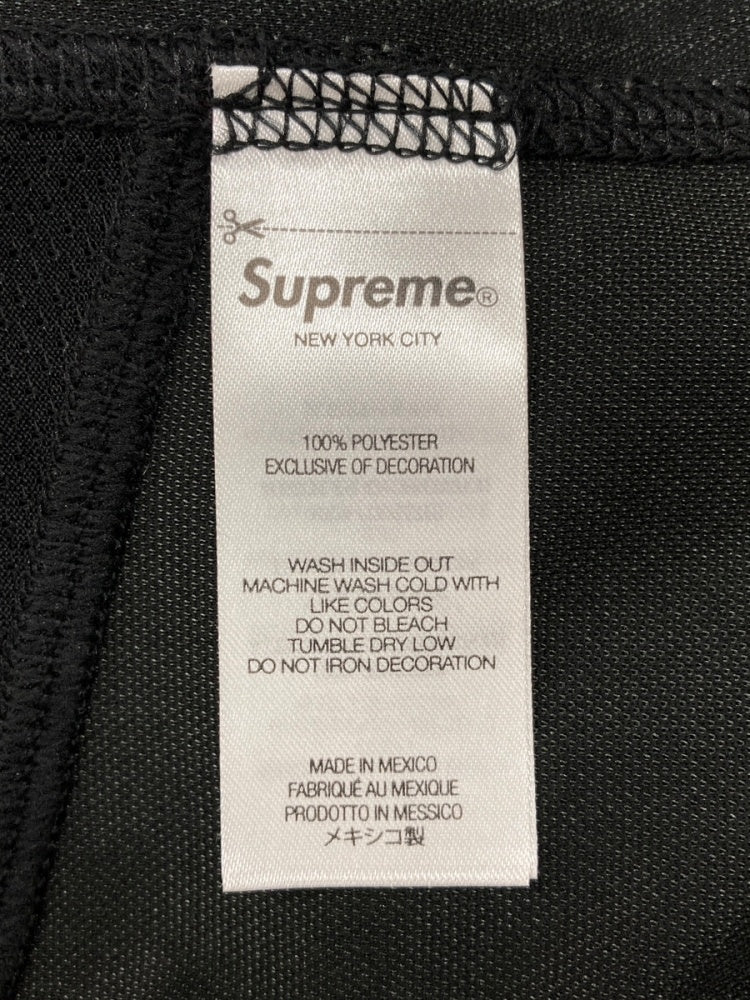 Supreme®
NEW YORK CITY
100% POLYESTER
EXCLUSIVE OF DECORATION
WASH INSIDE OUT
MACHINE WASH COLD WITH
LIKE COLORS
DO NOT BLEACH
TUMBLE DRY LOW
DO NOT IRON DECORATION
MADE IN MEXICO
FABRIQUÉ AU MEXIQUE
PRODOTTO IN MESSICO
メキシコ製